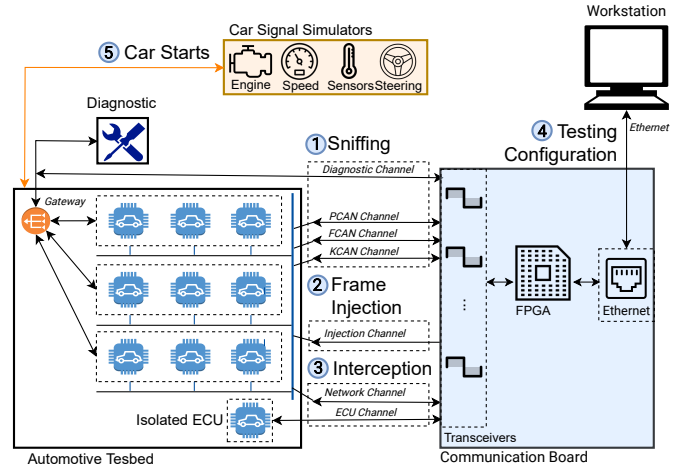 Workstation
Car Signal Simulators
5 Car Starts
Engine Speed Sensors Steering
Diagnostic
Ethernet
1 Sniffing
4 Testing
Configuration
Diagnostic Channel
Gateway
PCAN Channel
FCAN Channel
KCAN Channel
2 Frame
Injection
FPGA
Ethernet
Injection Channel
3 Interception
Network Channel
ECU Channel
Isolated ECU
Transceivers
Automotive Tesbed
Communication Board